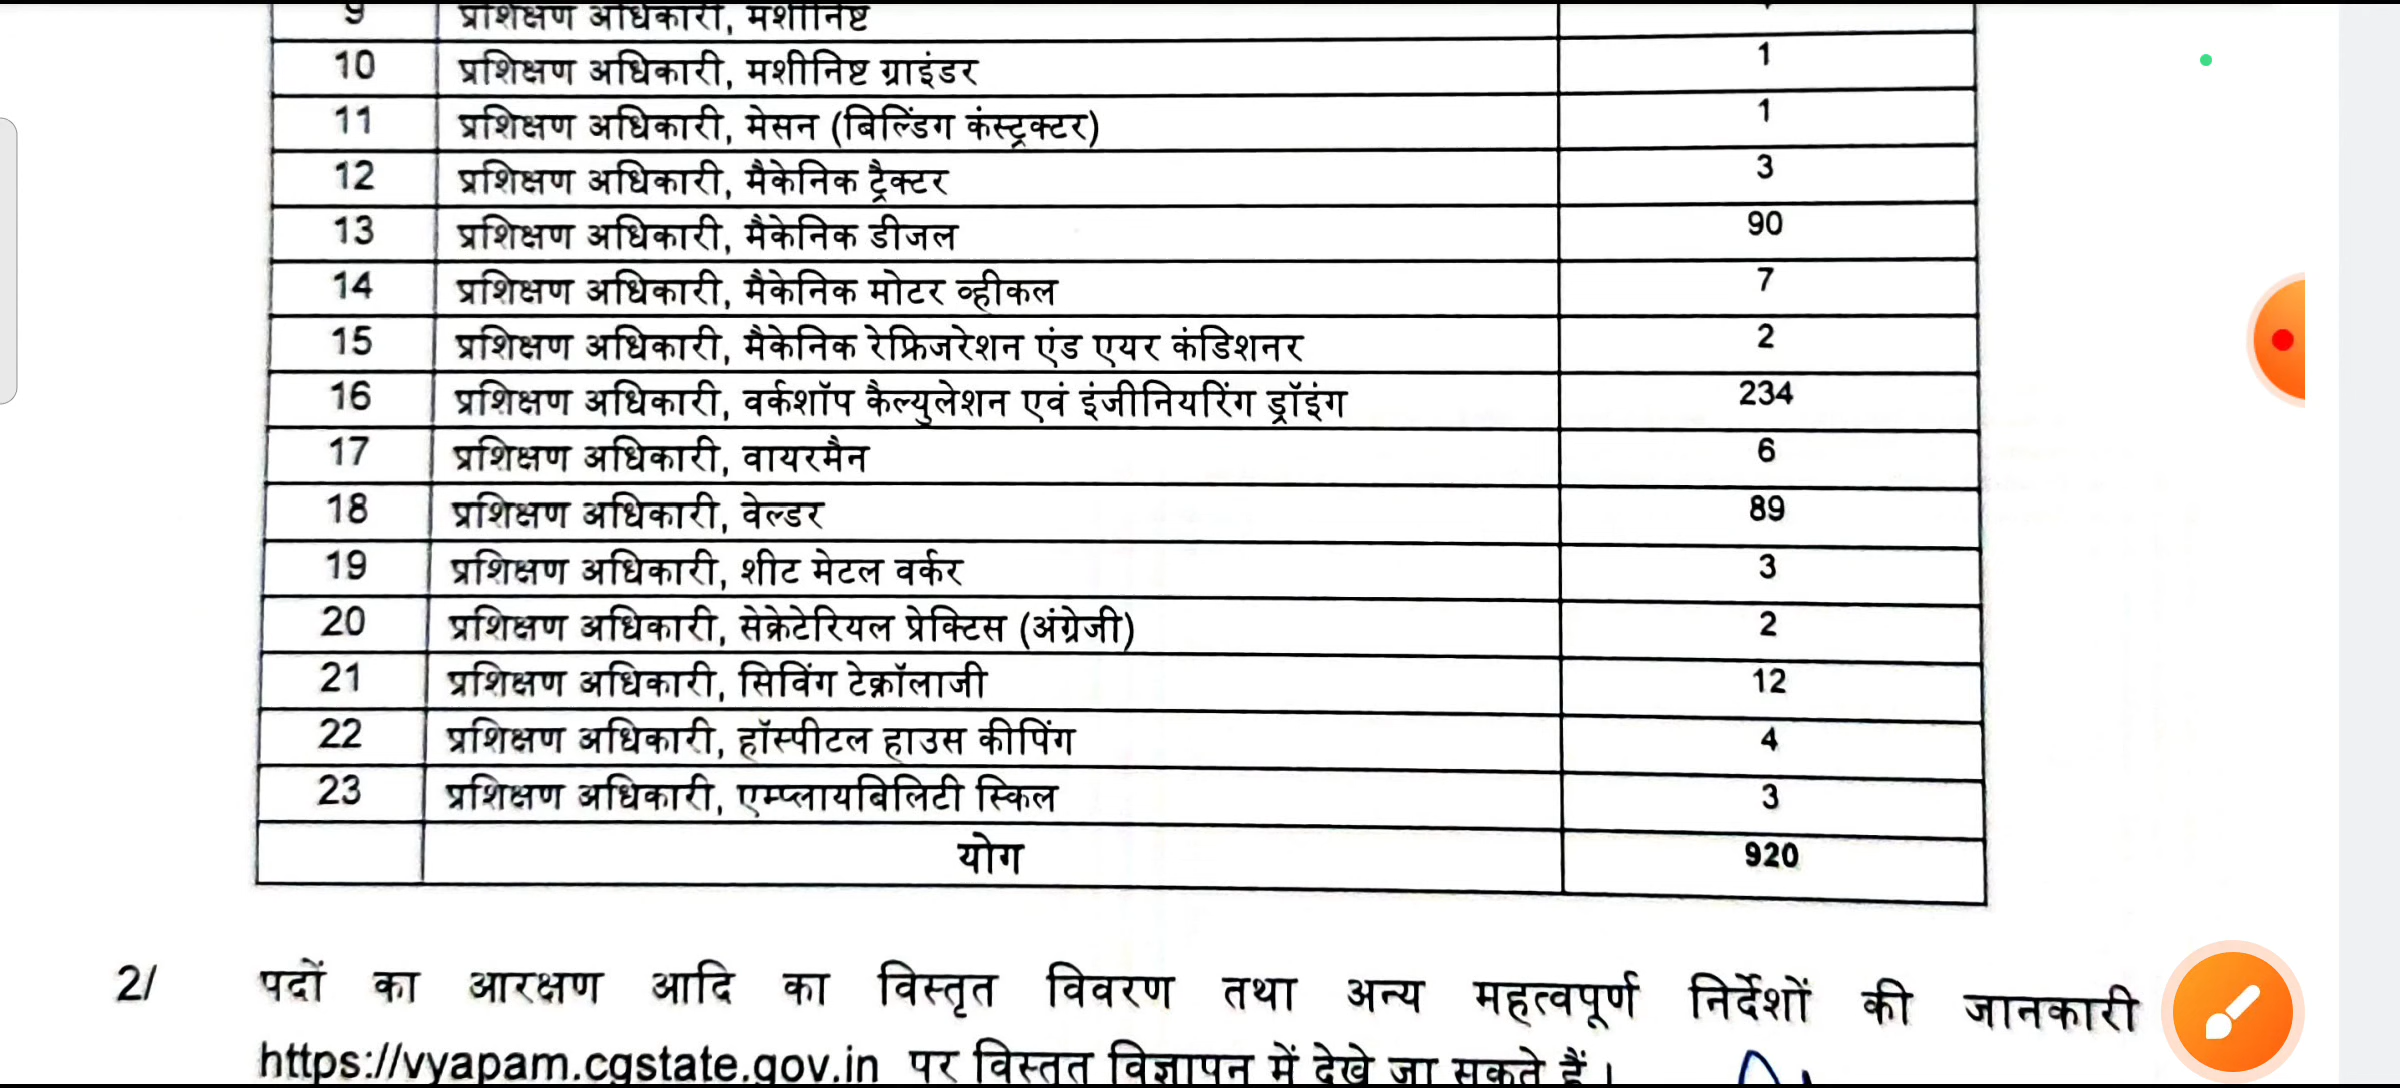 9 प्रशिक्षण अधिकारी, मशीनिष्ट
10 प्रशिक्षण अधिकारी, मशीनिष्ट ग्राइंडर 1
11 प्रशिक्षण अधिकारी, मेसन (बिल्डिंग कंस्ट्रक्टर) 1
12 प्रशिक्षण अधिकारी, मैकेनिक ट्रैक्टर 3
13 प्रशिक्षण अधिकारी, मैकेनिक डीजल 90
14 प्रशिक्षण अधिकारी, मैकेनिक मोटर व्हीकल 7
15 प्रशिक्षण अधिकारी, मैकेनिक रेफ्रिजरेशन एंड एयर कंडिशनर 2
16 प्रशिक्षण अधिकारी, वर्कशॉप कैल्युलेशन एवं इंजीनियरिंग ड्रॉइंग 234
17 प्रशिक्षण अधिकारी, वायरमैन 6
18 प्रशिक्षण अधिकारी, वेल्डर 89
19 प्रशिक्षण अधिकारी, शीट मेटल वर्कर 3
20 प्रशिक्षण अधिकारी, सेक्रेटेरियल प्रेक्टिस (अंग्रेजी) 2
21 प्रशिक्षण अधिकारी, सिविंग टेक्नॉलाजी 12
22 प्रशिक्षण अधिकारी, हॉस्पीटल हाउस कीपिंग 4
23 प्रशिक्षण अधिकारी, एम्प्लायबिलिटी स्किल 3
योग 920
2/ पदों का आरक्षण आदि का विस्तृत विवरण तथा अन्य महत्वपूर्ण निर्देशों की जानकारी
https://vyapam.cgstate.gov.in पर विस्तृत विज्ञापन में देखे जा सकते हैं।